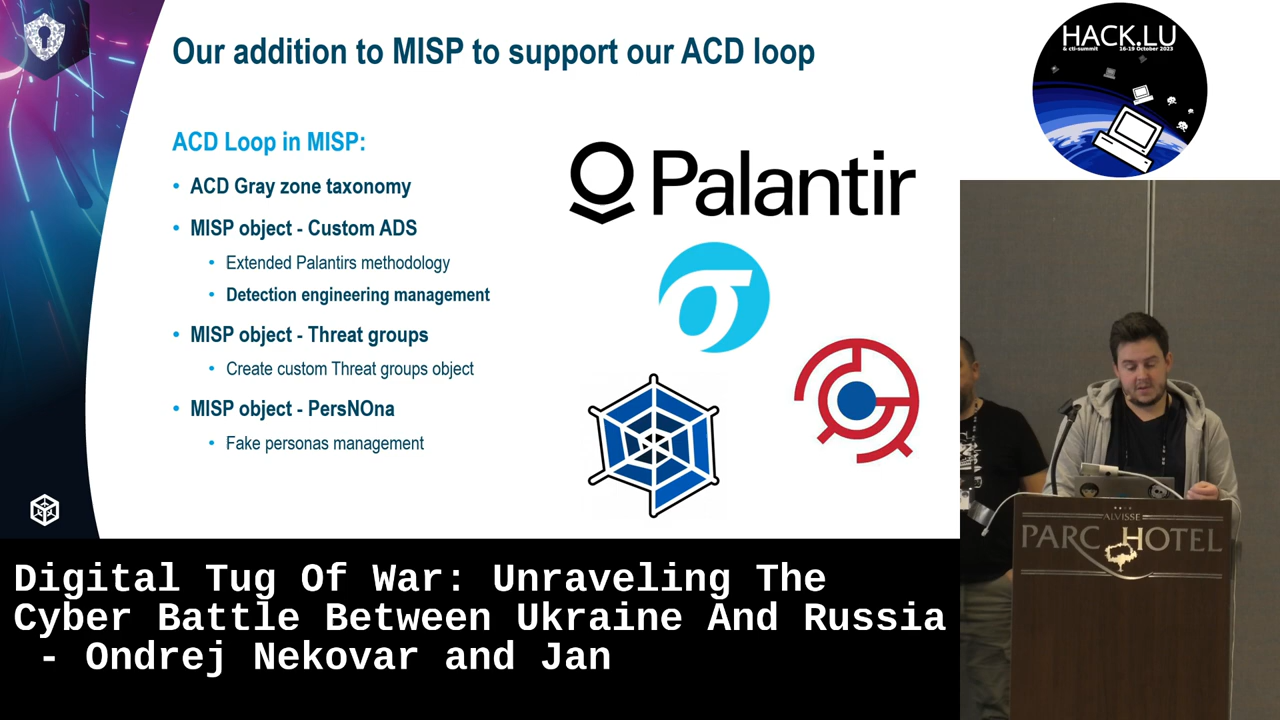 Our addition to MISP to support our ACD loop
HACK.LU
& cti-summit 16-19 October 2023
ACD Loop in MISP:
• ACD Gray zone taxonomy
• MISP object - Custom ADS
• Extended Palantirs methodology
• Detection engineering management
• MISP object - Threat groups
• Create custom Threat groups object
• MISP object - PersNOna
• Fake personas management
Palantir
ALVISSE
PARC HOTEL
Digital Tug Of War: Unraveling The
Cyber Battle Between Ukraine And Russia
- Ondrej Nekovar and Jan